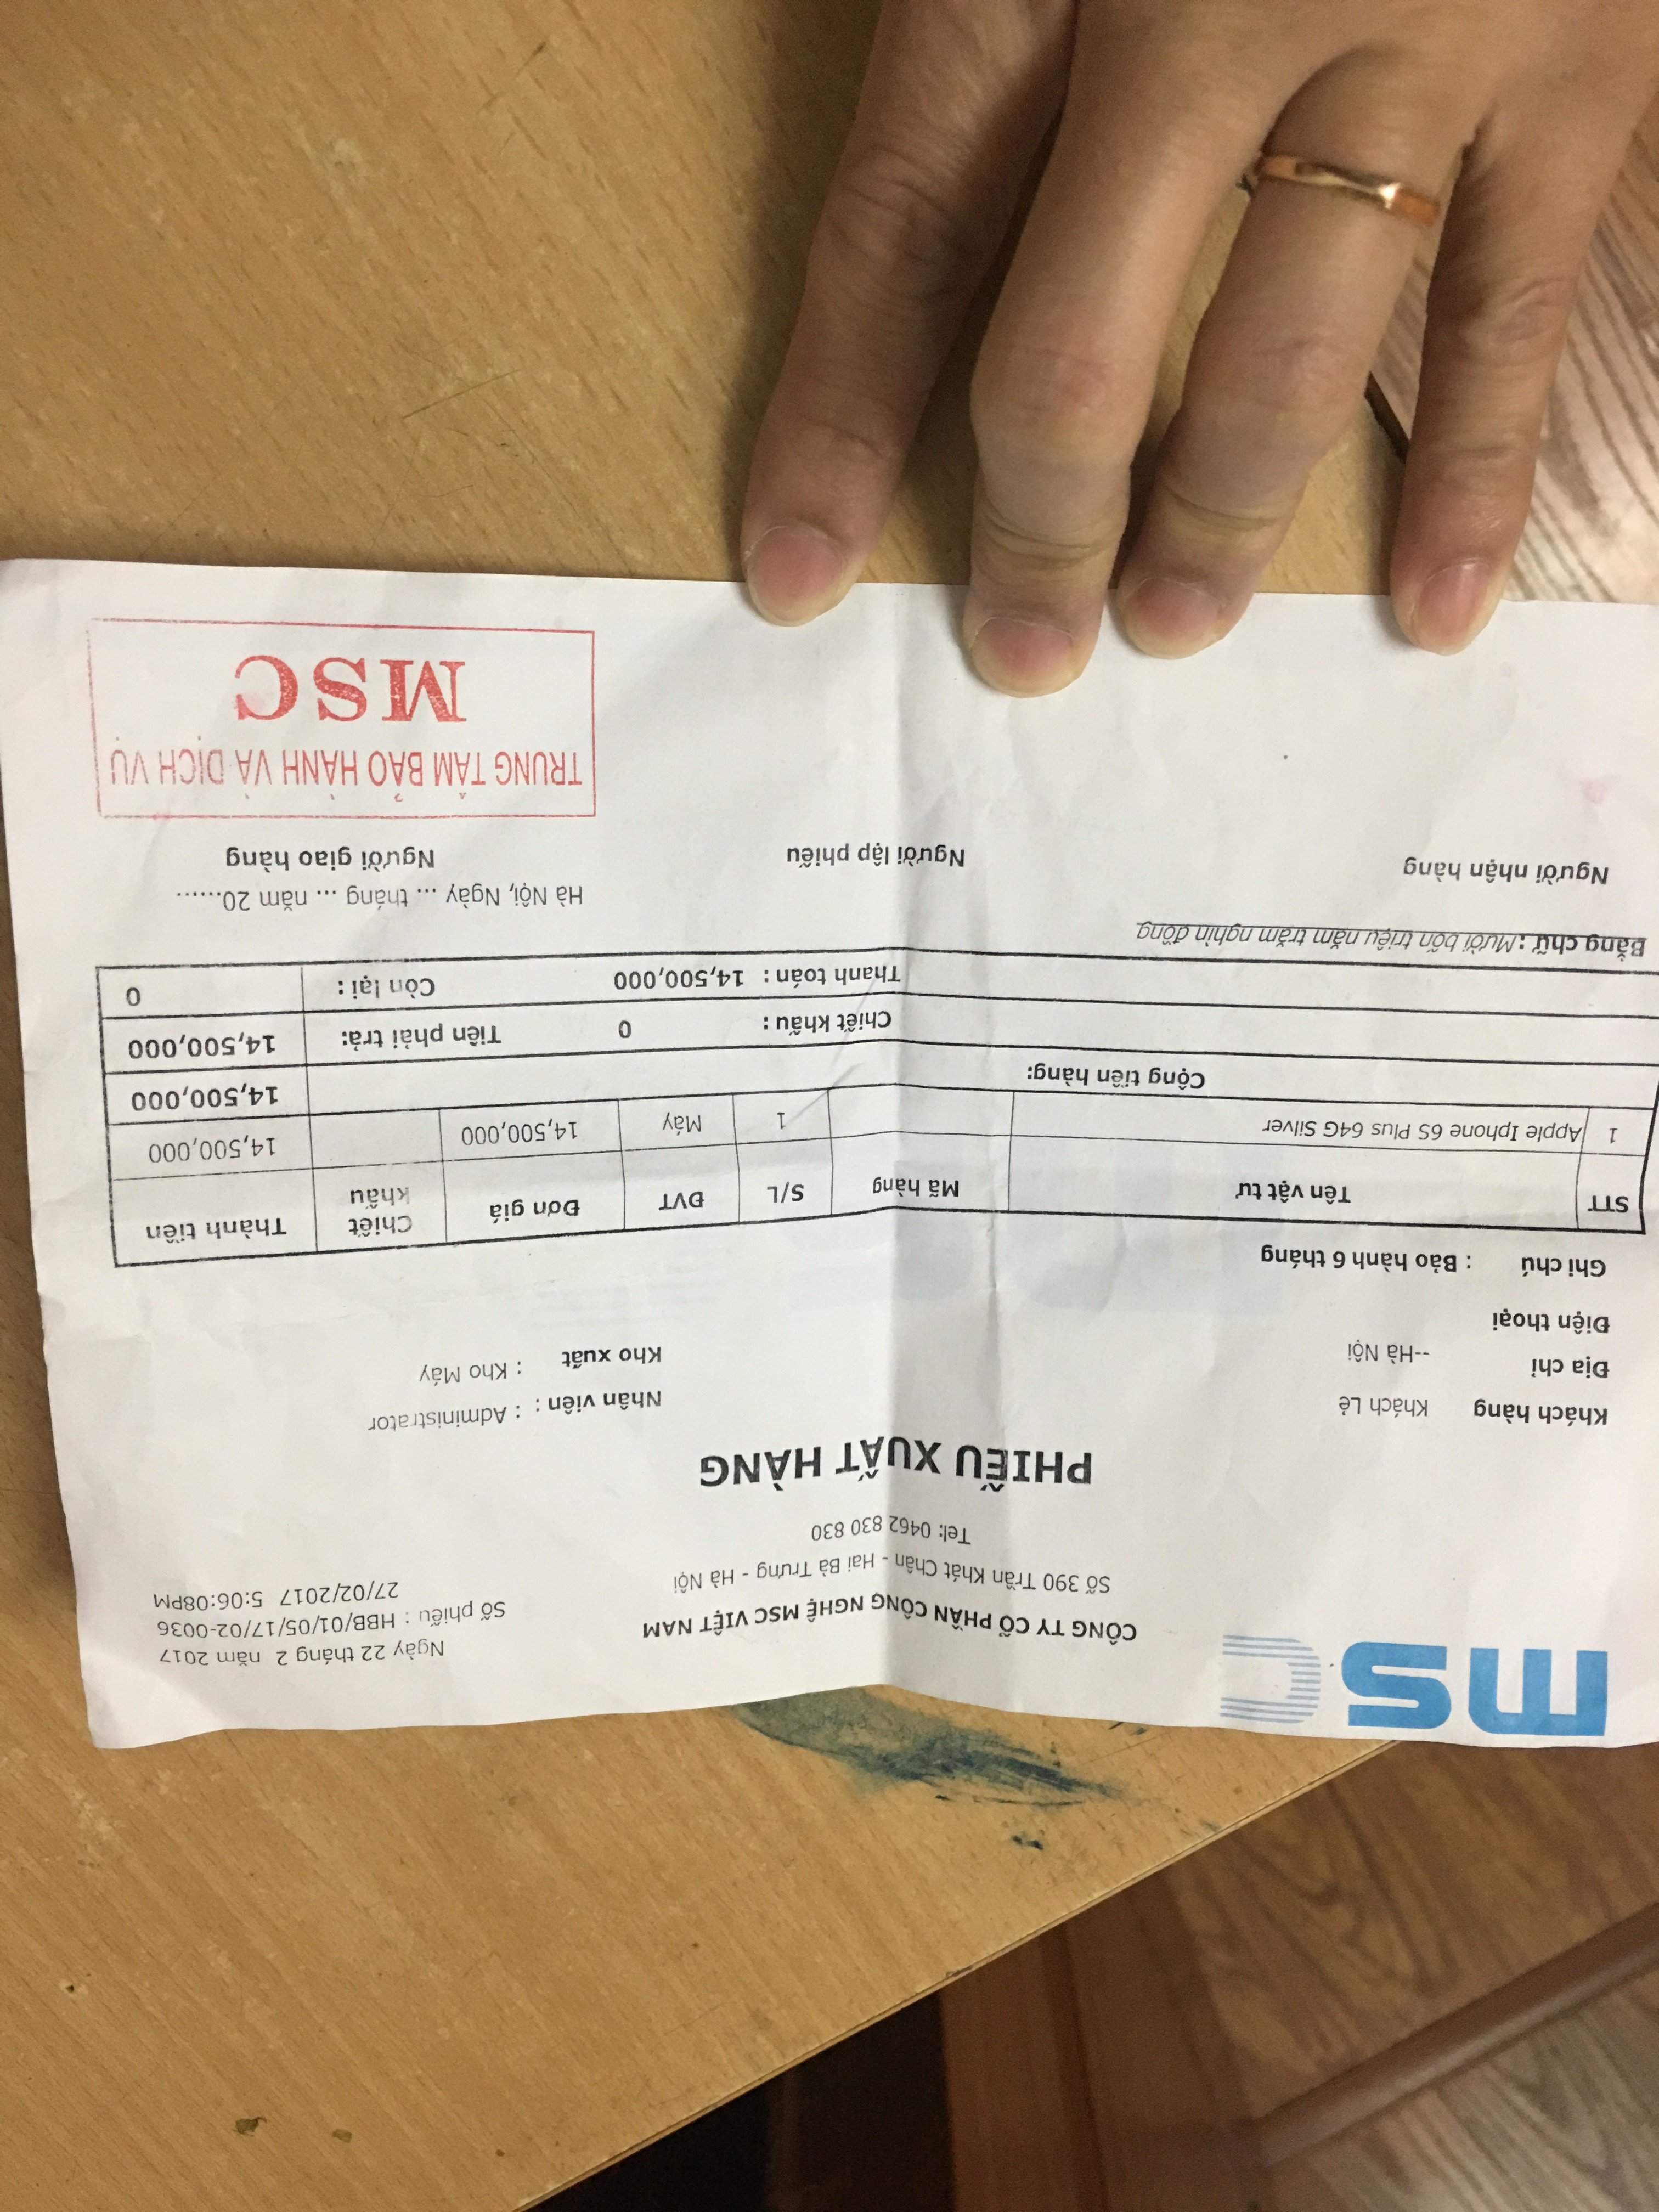 msc
CÔNG TY CỔ PHẦN CÔNG NGHỆ MSC VIỆT NAM
Số 390 Trần Khát Chân - Hai Bà Trưng - Hà Nội
Tel: 0462 830 830
Ngày 22 tháng 2 năm 2017
Số phiếu : HBB/01/05/17/02-0036
27/02/2017 5:06:08PM
PHIẾU XUẤT HÀNG
Khách hàng Khách Lẻ
Nhân viên : : Administrator
Địa chỉ --Hà Nội
Kho xuất : Kho Máy
Điện thoại
Ghi chú : Bảo hành 6 tháng
STT Tên vật tư Mã hàng S/L ĐVT Đơn giá Chiết khấu Thành tiền
1 Apple Iphone 6S Plus 64G Silver 1 Máy 14,500,000 14,500,000
Cộng tiền hàng: 14,500,000
Chiết khấu : 0 Tiền phải trả: 14,500,000
Thanh toán : 14,500,000 Còn lại : 0
Bằng chữ : Mười bốn triệu năm trăm nghìn đồng.
Hà Nội, Ngày ... tháng ... năm 20......
Người nhận hàng Người lập phiếu Người giao hàng
TRUNG TÂM BẢO HÀNH VÀ DỊCH VỤ
MSC